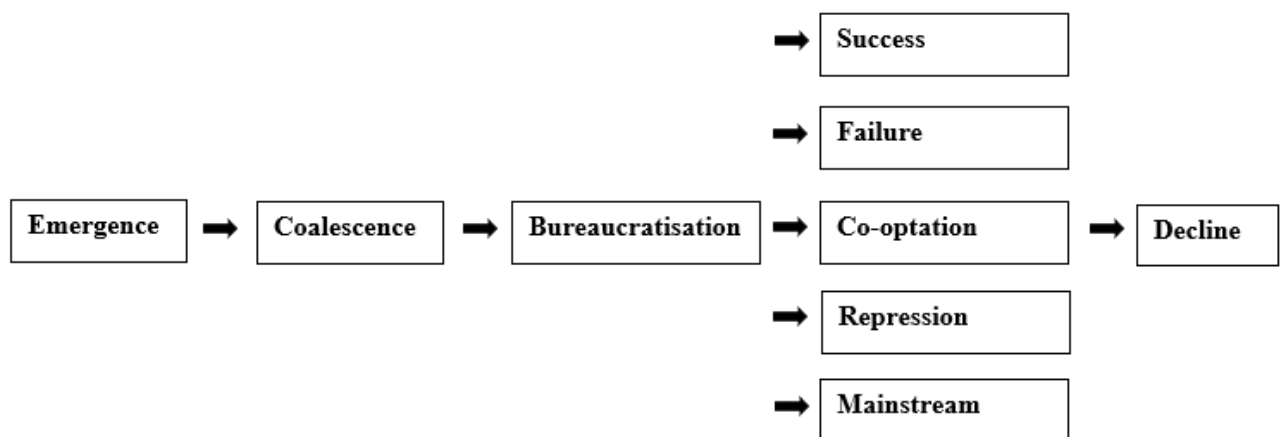 Success
Failure
Emergence
Coalescence
Bureaucratisation
Co-optation
Decline
Repression
Mainstream